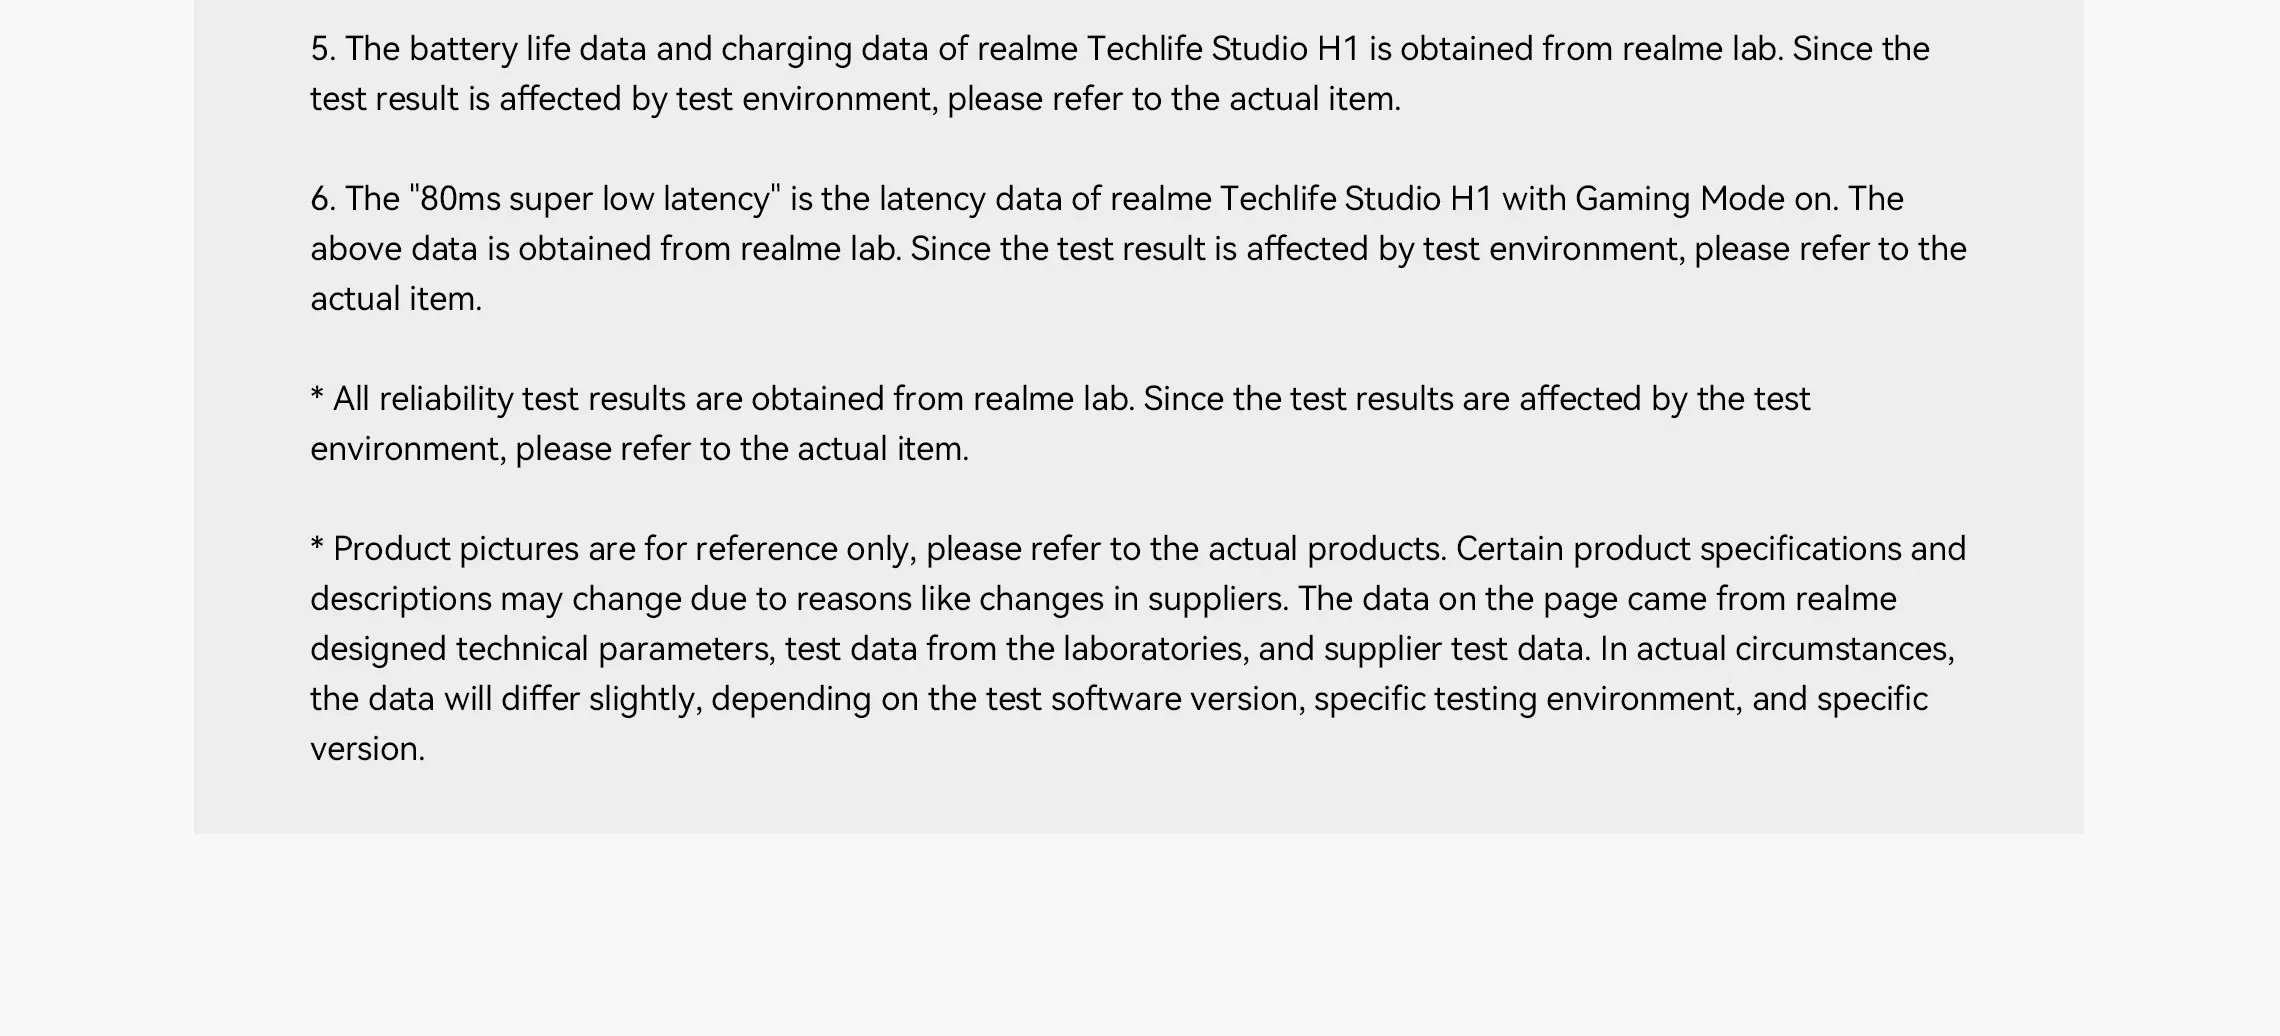 5. The battery life data and charging data of realme Techlife Studio H1 is obtained from realme lab. Since the
test result is affected by test environment, please refer to the actual item.
6. The "80ms super low latency" is the latency data of realme Techlife Studio H1 with Gaming Mode on. The
above data is obtained from realme lab. Since the test result is affected by test environment, please refer to the
actual item.
* All reliability test results are obtained from realme lab. Since the test results are affected by the test
environment, please refer to the actual item.
* Product pictures are for reference only, please refer to the actual products. Certain product specifications and
descriptions may change due to reasons like changes in suppliers. The data on the page came from realme
designed technical parameters, test data from the laboratories, and supplier test data. In actual circumstances,
the data will differ slightly, depending on the test software version, specific testing environment, and specific
version.